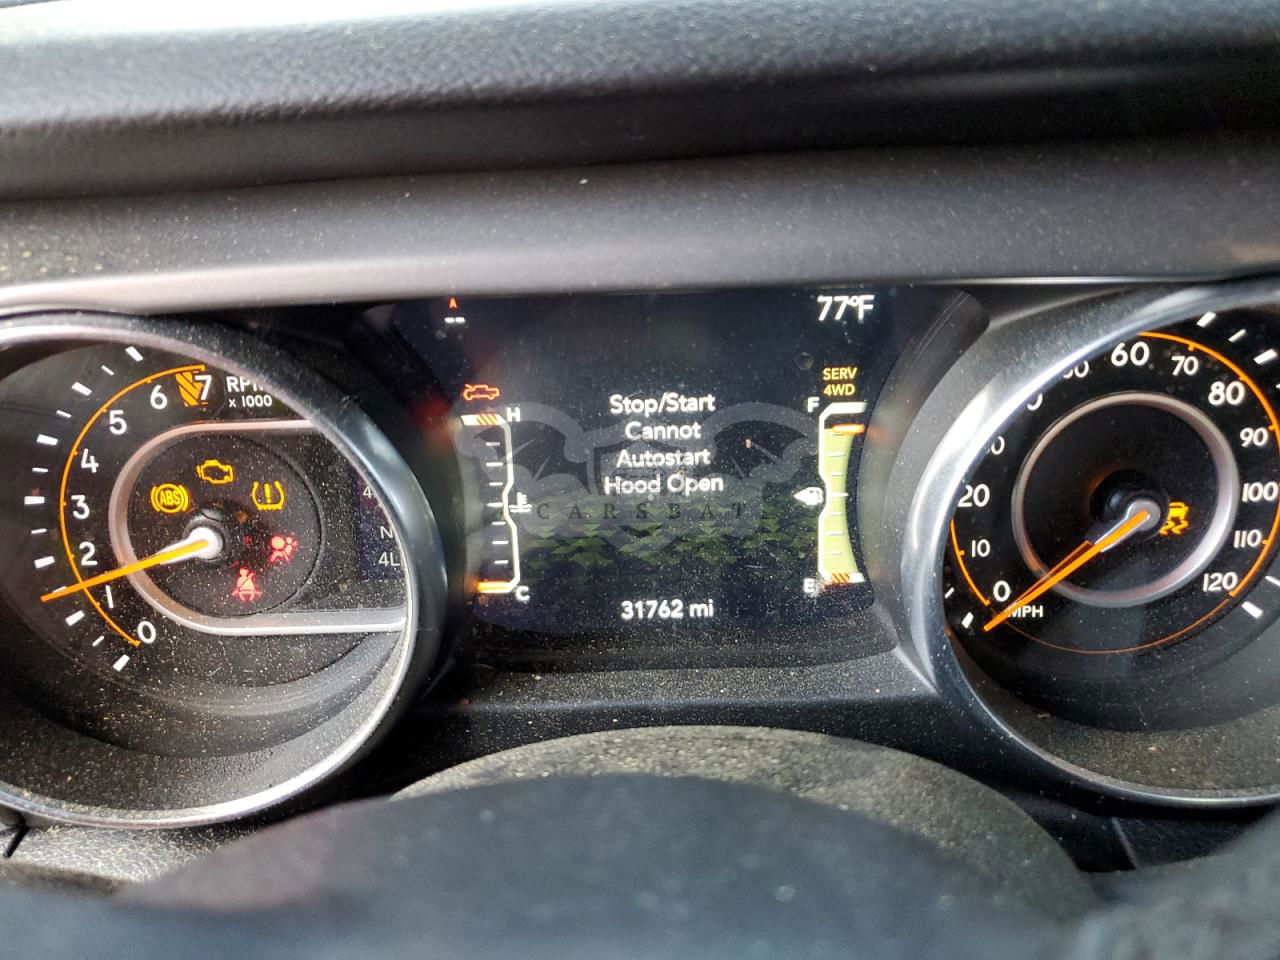 A
--
77°F
SERV
4WD
Stop/Start
Cannot
Autostart
Hood Open
H
C
F
E
CARSEAT
31762 mi
RPM
x 1000
0
1
2
3
4
5
6
7
ABS
N
4L
0
10
20
60
70
80
90
100
110
120
MPH